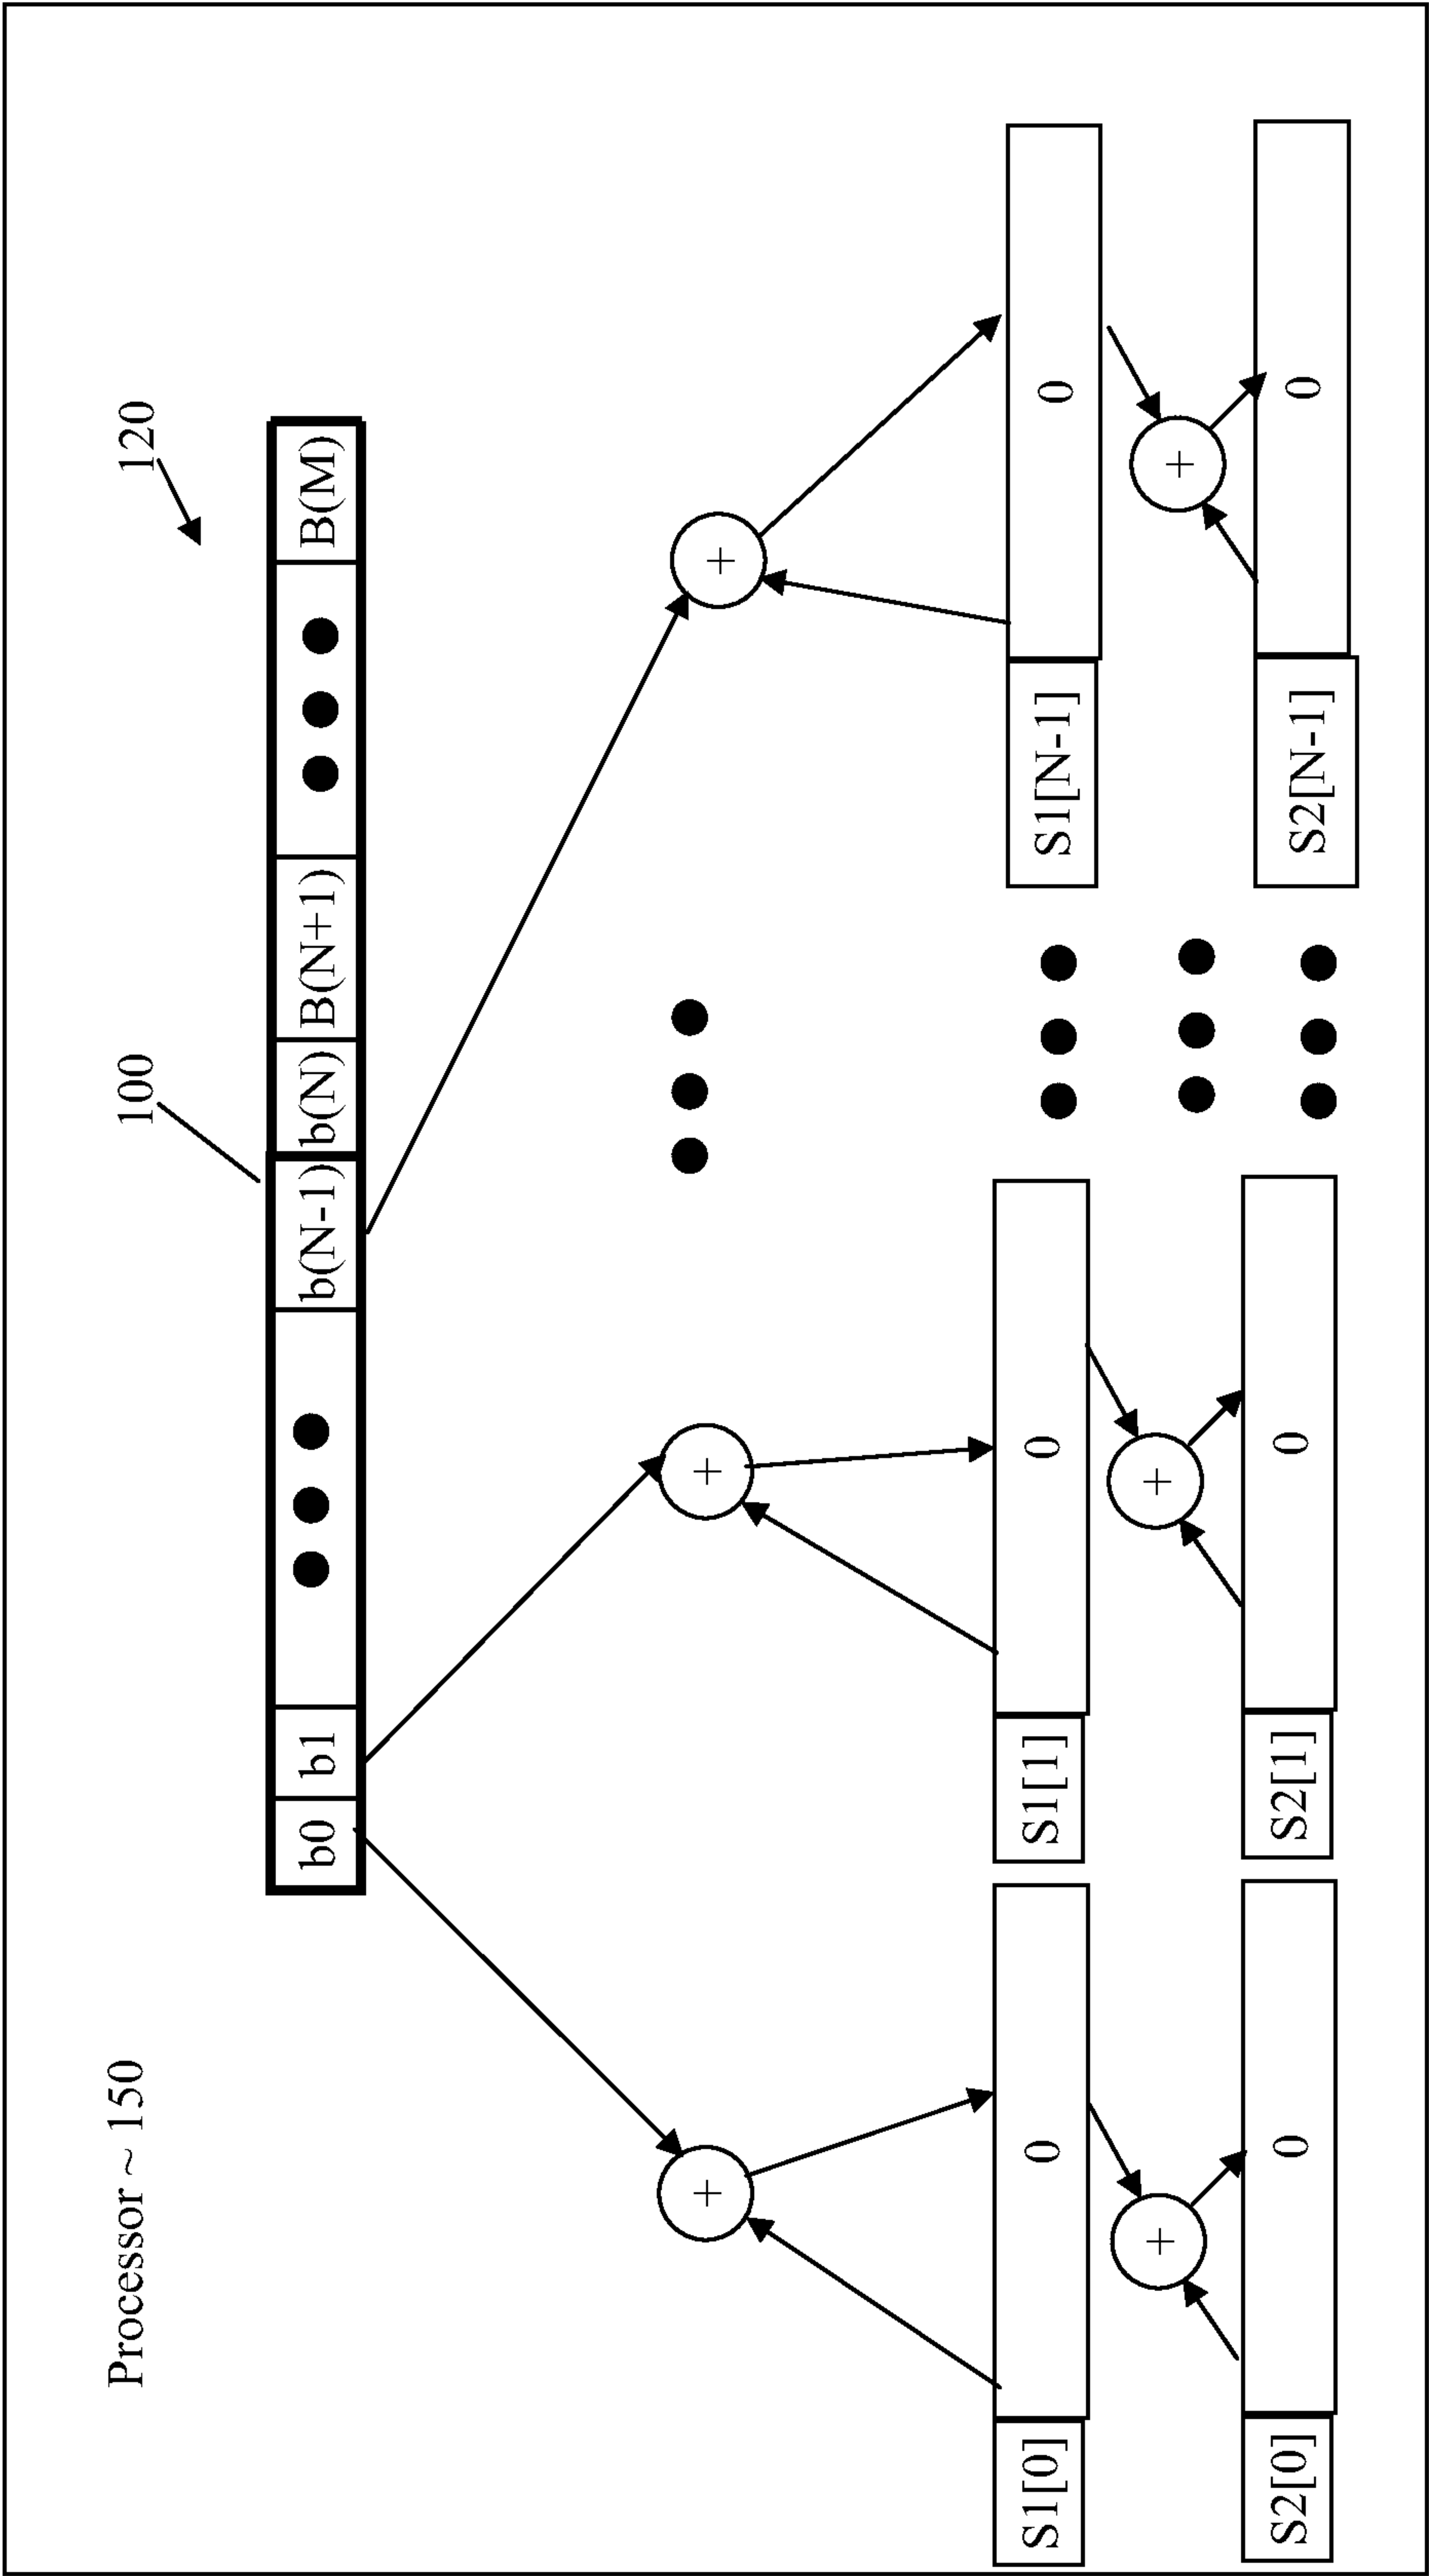 Processor ~ 150
100
120
b0 b1 b(N-1) b(N) B(N+1) B(M)
+ + +
S1[0] 0 S1[1] 0 S1[N-1] 0
+ + +
S2[0] 0 S2[1] 0 S2[N-1] 0